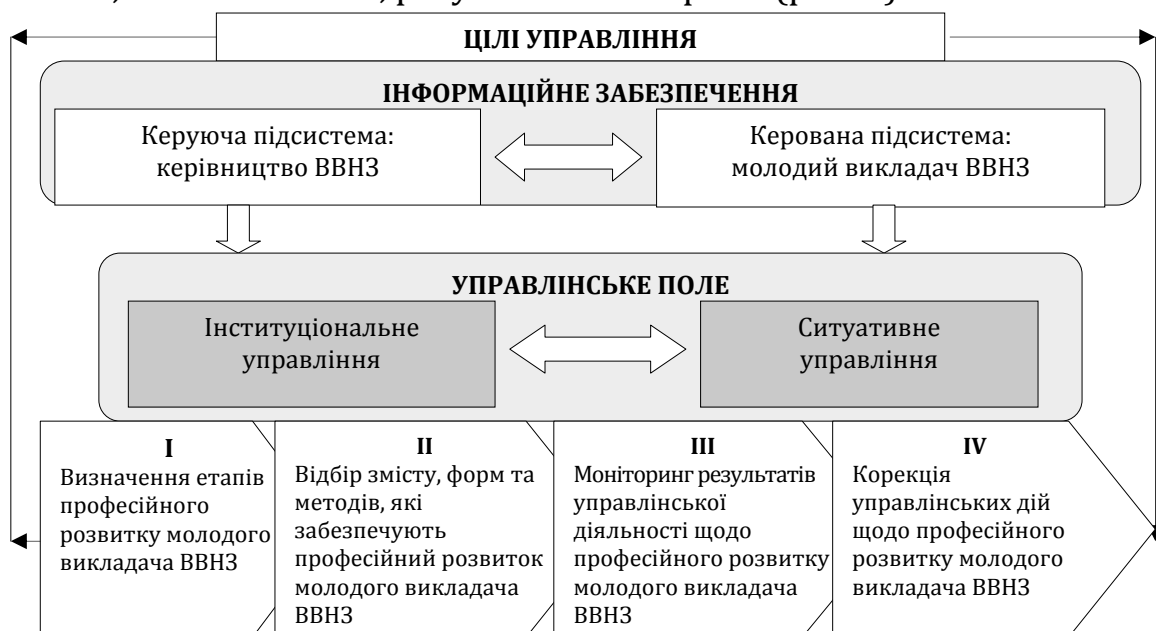 ЦІЛІ УПРАВЛІННЯ
ІНФОРМАЦІЙНЕ ЗАБЕЗПЕЧЕННЯ
Керуюча підсистема:
керівництво ВВНЗ
Керована підсистема:
молодий викладач ВВНЗ
УПРАВЛІНСЬКЕ ПОЛЕ
Інституціональне
управління
Ситуативне
управління
I
Визначення етапів
професійного
розвитку молодого
викладача ВВНЗ
II
Відбір змісту, форм та
методів, які
забезпечують
професійний розвиток
молодого викладача
ВВНЗ
III
Моніторинг результатів
управлінської
діяльності щодо
професійного розвитку
молодого викладача
ВВНЗ
IV
Корекція
управлінських дій
щодо професійного
розвитку молодого
викладача ВВНЗ